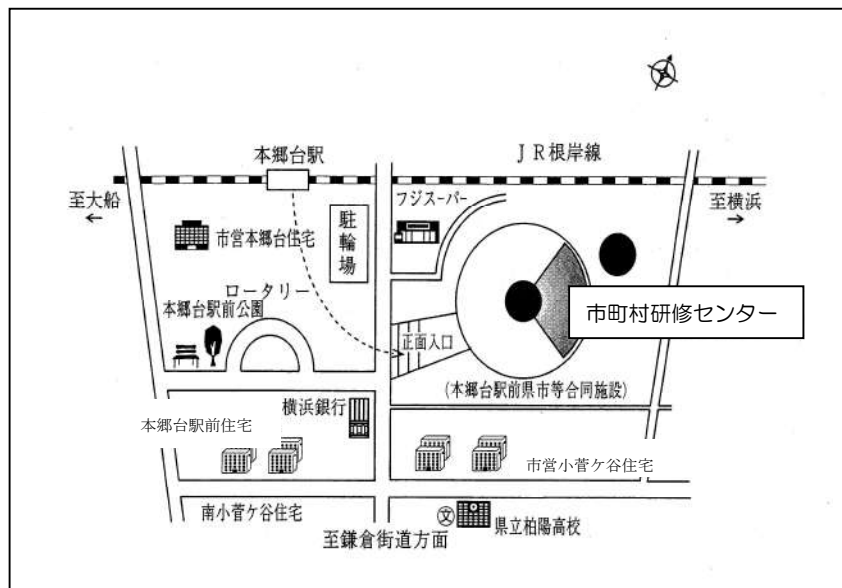 本郷台駅
ＪＲ根岸線
至大船
←
フジスーパー
至横浜
→
市営本郷台住宅
駐輪場
ロータリー
本郷台駅前公園
市町村研修センター
正面入口
(本郷台駅前県市等合同施設)
横浜銀行
本郷台駅前住宅
市営小菅ケ谷住宅
南小菅ケ谷住宅
文
県立柏陽高校
至鎌倉街道方面